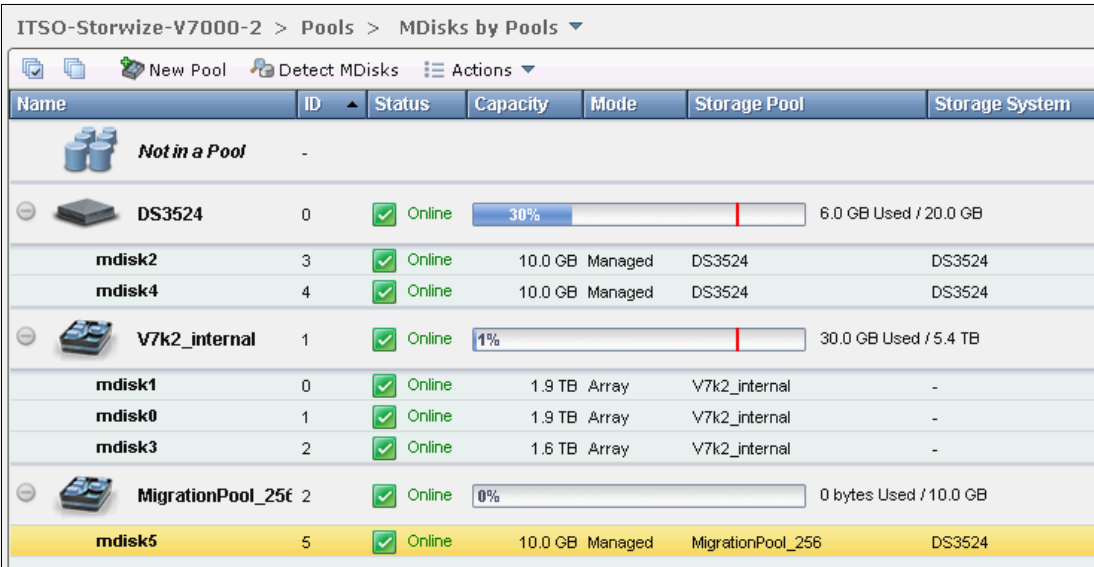 ITSO-Storwize-V7000-2 > Pools > MDisks by Pools
New Pool Detect MDisks Actions
Name ID Status Capacity Mode Storage Pool Storage System
Not in a Pool -
DS3524 0 Online 30% 6.0 GB Used / 20.0 GB
mdisk2 3 Online 10.0 GB Managed DS3524 DS3524
mdisk4 4 Online 10.0 GB Managed DS3524 DS3524
V7k2_internal 1 Online 1% 30.0 GB Used / 5.4 TB
mdisk1 0 Online 1.9 TB Array V7k2_internal -
mdisk0 1 Online 1.9 TB Array V7k2_internal -
mdisk3 2 Online 1.6 TB Array V7k2_internal -
MigrationPool_256 2 Online 0% 0 bytes Used / 10.0 GB
mdisk5 5 Online 10.0 GB Managed MigrationPool_256 DS3524